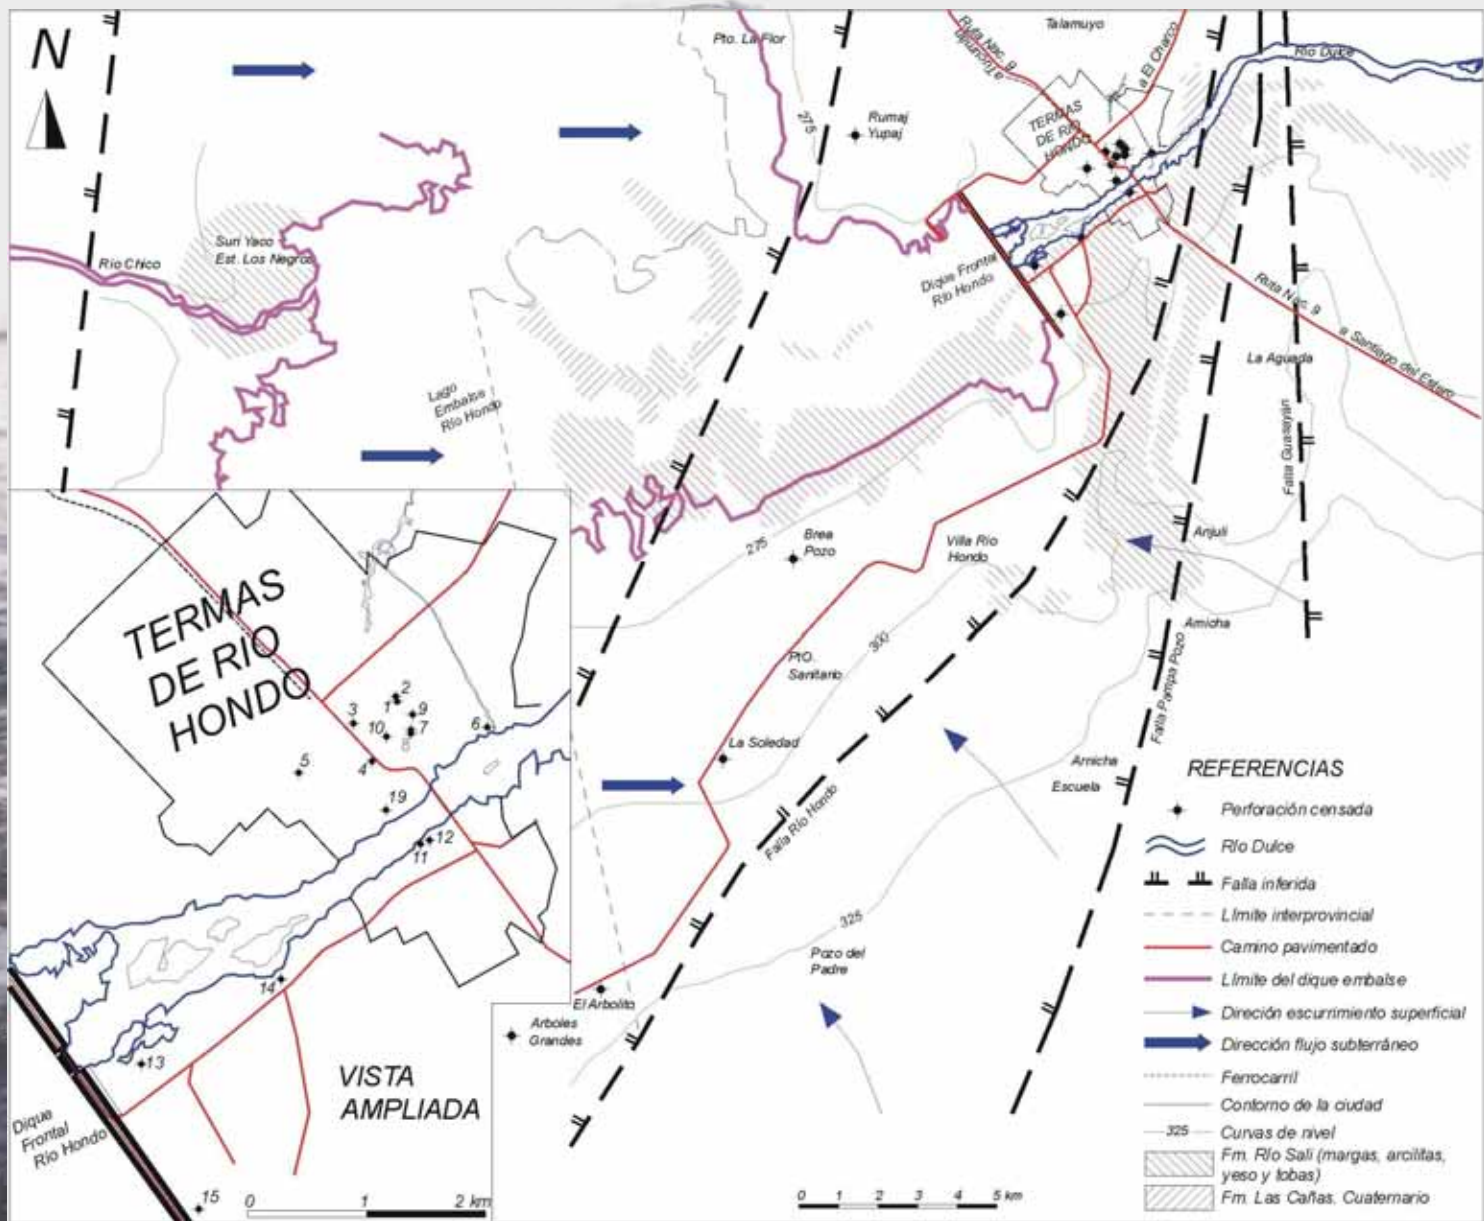 N
Pto. La Flor
Talamuyo
Ruta Nac. 9
a Tucumán
a El Charco
Río Dulce
275
Rumaj
Yupaj
TERMAS
DE RIO
HONDO
Suri Yaco
Est. Los Negros
Río Chico
Dique Frontal
Río Hondo
Ruta Nac. 9
a Santiago del Estero
La Aguada
Lago
Embalse
Río Hondo
Falla Guasayán
275
Brea
Pozo
Villa Río
Hondo
Anjuli
Amicha
300
PtO.
Sanitario
Falla Pampa Pozo
La Soledad
Amicha
Escuela
Falla Río Hondo
325
Pozo del
Padre
El Arbolito
Arboles
Grandes
TERMAS
DE RIO
HONDO
2
1
3
9
10
7
8
6
5
4
19
12
11
14
13
15
Dique
Frontal
Río Hondo
VISTA
AMPLIADA
0 1 2 km
0 1 2 3 4 5 km
REFERENCIAS
Perforación censada
Río Dulce
Falla inferida
Límite interprovincial
Camino pavimentado
Límite del dique embalse
Direción escurrimiento superficial
Dirección flujo subterráneo
Ferrocarril
Contorno de la ciudad
325 Curvas de nivel
Fm. Río Salí (margas, arcilitas,
yeso y tobas)
Fm. Las Cañas. Cuaternario